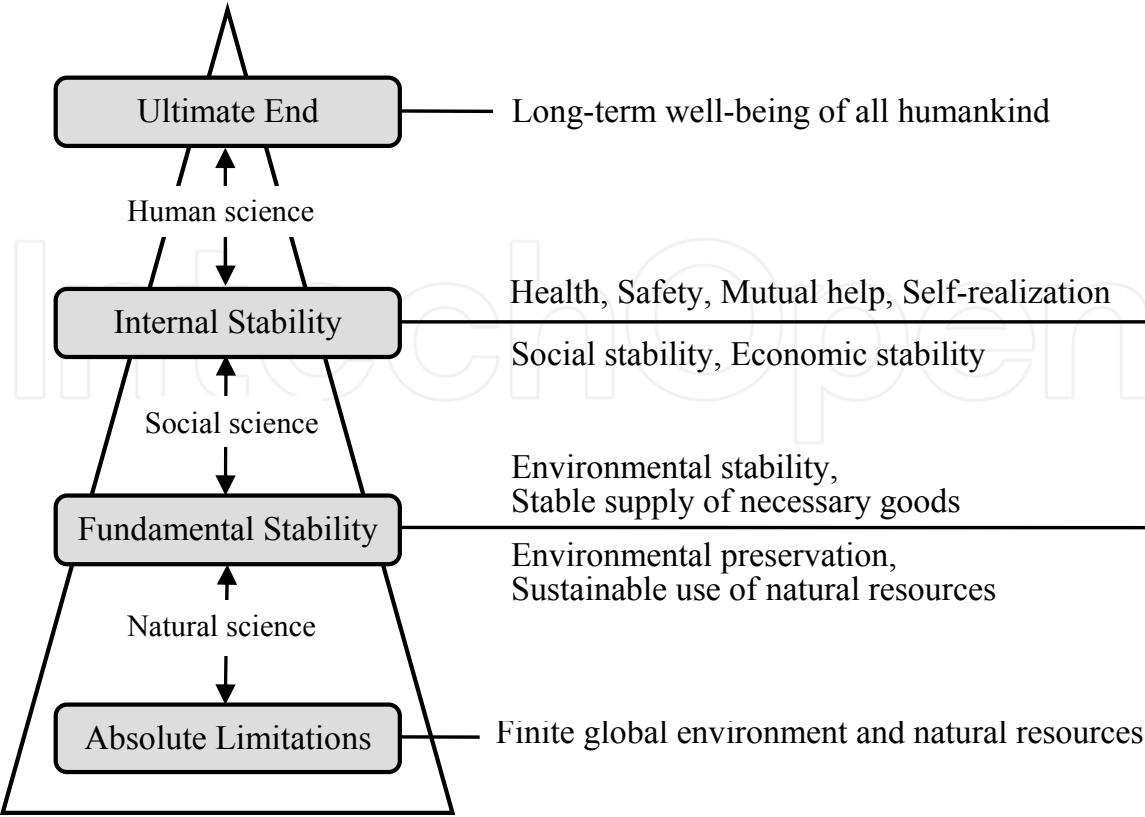 Ultimate End
Long-term well-being of all humankind
Human science
Health, Safety, Mutual help, Self-realization
Internal Stability
Social stability, Economic stability
Social science
Environmental stability,
Stable supply of necessary goods
Fundamental Stability
Environmental preservation,
Sustainable use of natural resources
Natural science
Absolute Limitations
Finite global environment and natural resources
IntechOpen